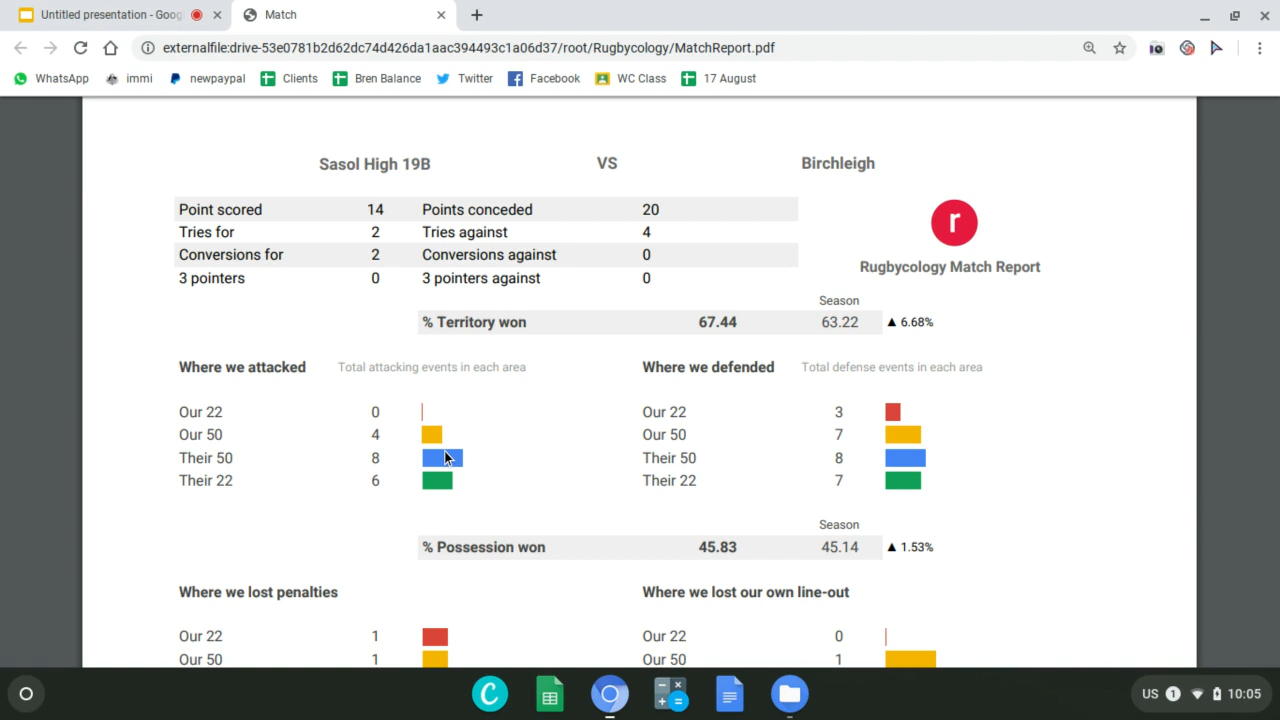 Untitled presentation - Goog
Match
externalfile:drive-53e0781b2d62dc74d426da1aac394493c1a06d37/root/Rugbycology/MatchReport.pdf
WhatsApp immi newpaypal Clients Bren Balance Twitter Facebook WC Class 17 August
Sasol High 19B VS Birchleigh
Point scored 14 Points conceded 20
Tries for 2 Tries against 4
Conversions for 2 Conversions against 0
3 pointers 0 3 pointers against 0
r
Rugbycology Match Report
Season
% Territory won 67.44 63.22 ▲ 6.68%
Where we attacked Total attacking events in each area Where we defended Total defense events in each area
Our 22 0 Our 22 3
Our 50 4 Our 50 7
Their 50 8 Their 50 8
Their 22 6 Their 22 7
Season
% Possession won 45.83 45.14 ▲ 1.53%
Where we lost penalties Where we lost our own line-out
Our 22 1 Our 22 0
Our 50 1 Our 50 1
C
US 1 10:05